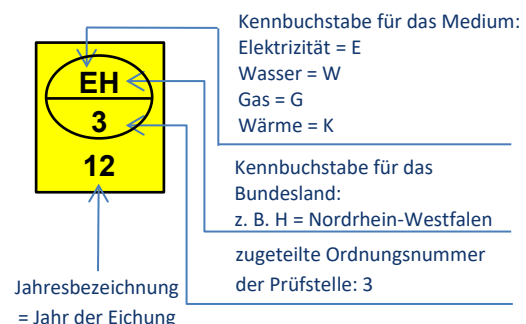 EH
3
12
Kennbuchstabe für das Medium:
Elektrizität = E
Wasser = W
Gas = G
Wärme = K
Kennbuchstabe für das
Bundesland:
z. B. H = Nordrhein-Westfalen
zugeteilte Ordnungsnummer
der Prüfstelle: 3
Jahresbezeichnung
= Jahr der Eichung